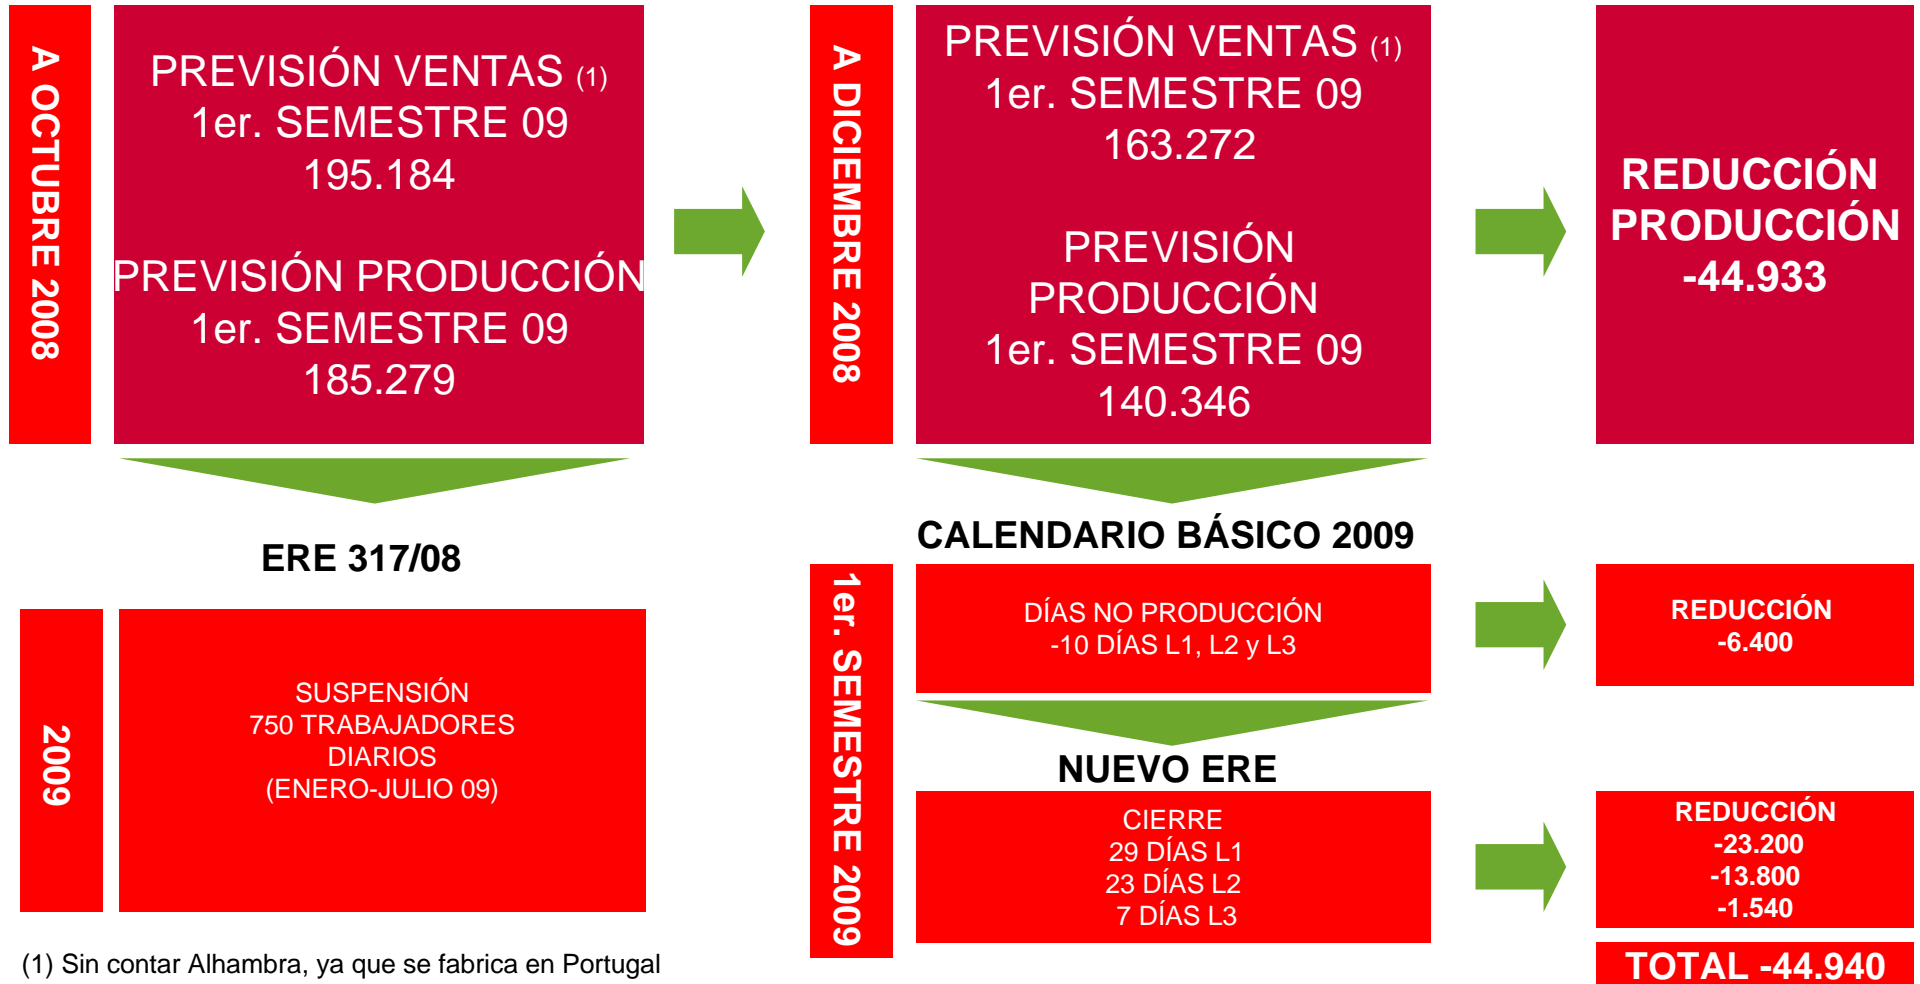 A OCTUBRE 2008
PREVISIÓN VENTAS (1)
1er. SEMESTRE 09
195.184
PREVISIÓN PRODUCCIÓN
1er. SEMESTRE 09
185.279
A DICIEMBRE 2008
PREVISIÓN VENTAS (1)
1er. SEMESTRE 09
163.272
PREVISIÓN
PRODUCCIÓN
1er. SEMESTRE 09
140.346
REDUCCIÓN
PRODUCCIÓN
-44.933
ERE 317/08
2009
SUSPENSIÓN
750 TRABAJADORES
DIARIOS
(ENERO-JULIO 09)
CALENDARIO BÁSICO 2009
1er. SEMESTRE 2009
DÍAS NO PRODUCCIÓN
-10 DÍAS L1, L2 y L3
REDUCCIÓN
-6.400
NUEVO ERE
CIERRE
29 DÍAS L1
23 DÍAS L2
7 DÍAS L3
REDUCCIÓN
-23.200
-13.800
-1.540
TOTAL -44.940
(1) Sin contar Alhambra, ya que se fabrica en Portugal